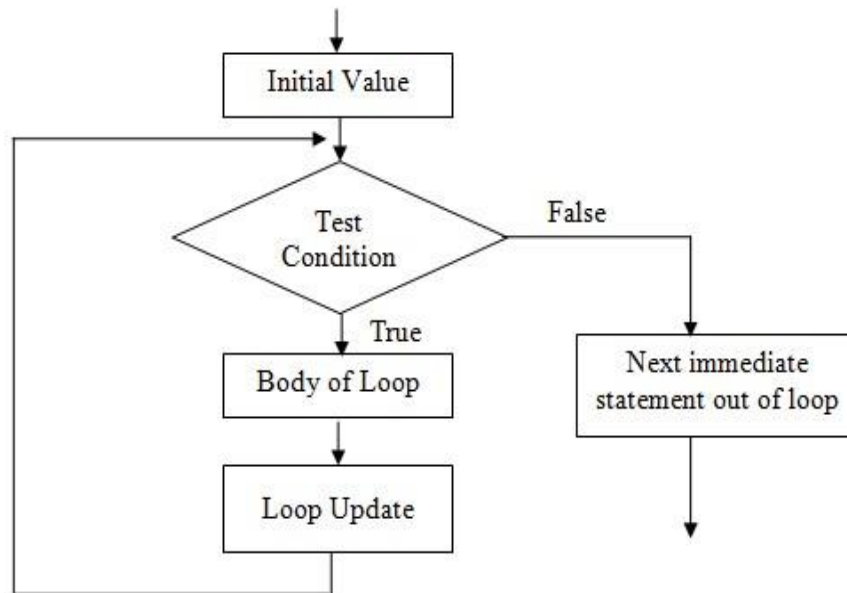 Initial Value
Test
Condition
False
True
Body of Loop
Next immediate
statement out of loop
Loop Update